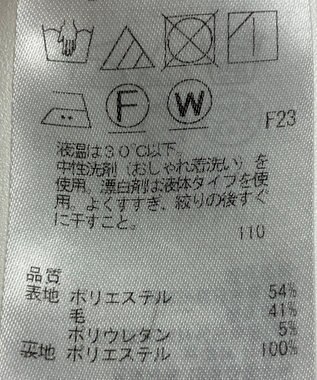 F W
F23
液温は30℃以下。
中性洗剤（おしゃれ着洗い）を
使用。漂白剤は液体タイプを使
用。よくすすぎ、絞りの後すぐ
に干すこと。
110
品質
表地 ポリエステル 54%
毛 41%
ポリウレタン 5%
裏地 ポリエステル 100%